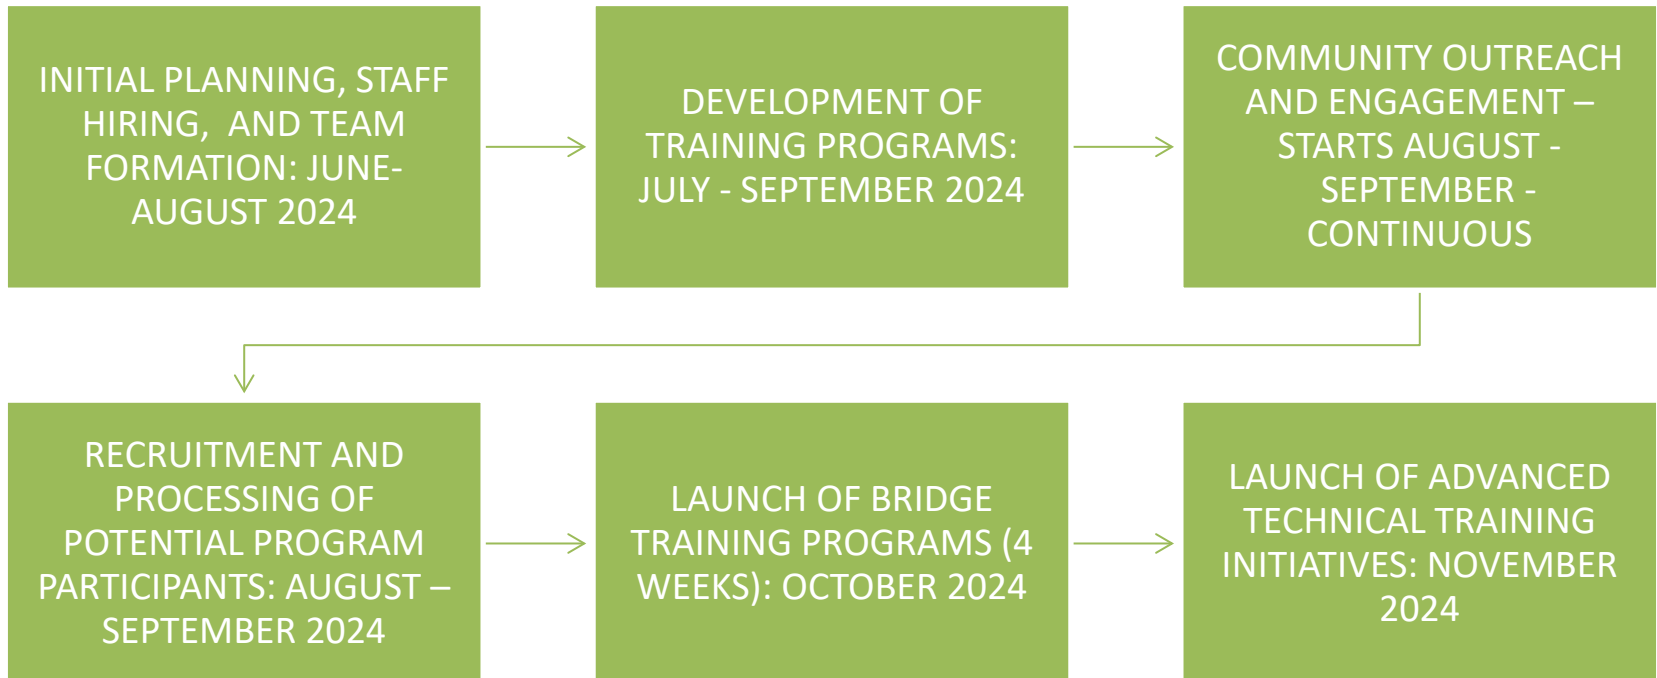 INITIAL PLANNING, STAFF
HIRING,  AND TEAM
FORMATION: JUNE-
AUGUST 2024
DEVELOPMENT OF
TRAINING PROGRAMS:
JULY - SEPTEMBER 2024
COMMUNITY OUTREACH
AND ENGAGEMENT –
STARTS AUGUST -
SEPTEMBER -
CONTINUOUS
RECRUITMENT AND
PROCESSING OF
POTENTIAL PROGRAM
PARTICIPANTS: AUGUST –
SEPTEMBER 2024
LAUNCH OF BRIDGE
TRAINING PROGRAMS (4
WEEKS): OCTOBER 2024
LAUNCH OF ADVANCED
TECHNICAL TRAINING
INITIATIVES: NOVEMBER
2024